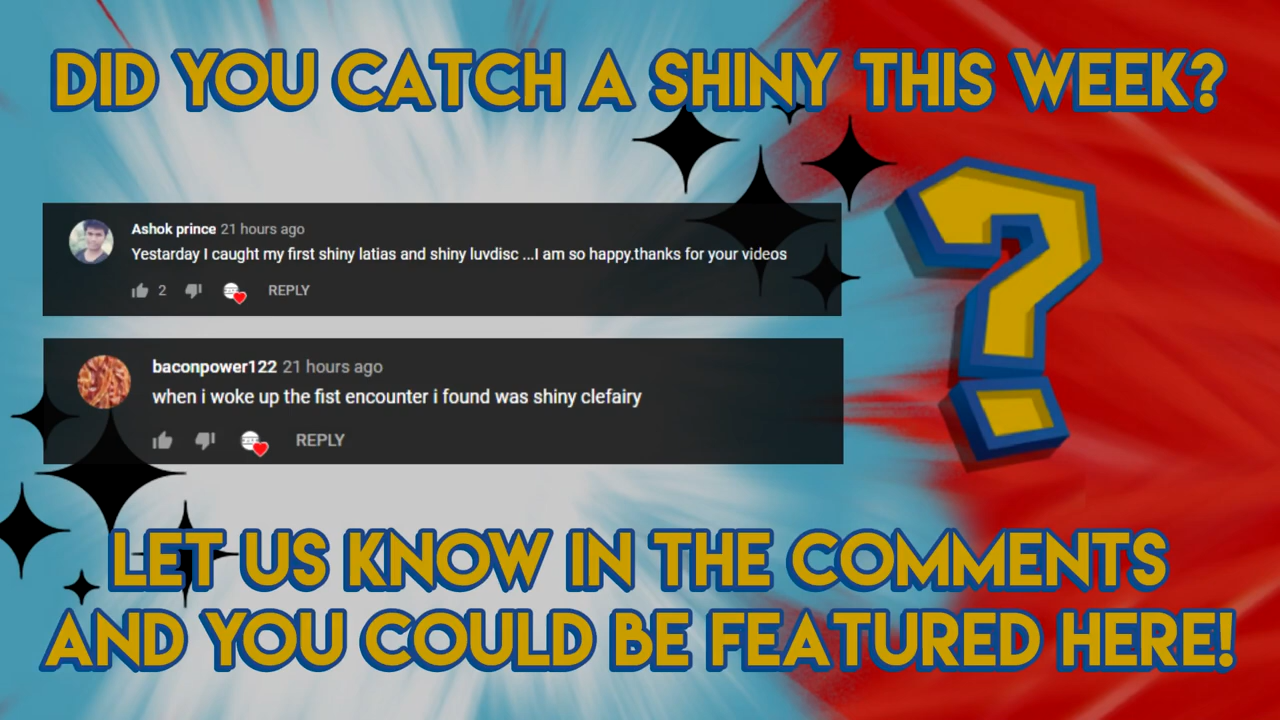 DID YOU CATCH A SHINY THIS WEEK?
Ashok prince 21 hours ago
Yestarday I caught my first shiny latias and shiny luvdisc ...I am so happy.thanks for your videos
2 REPLY
baconpower122 21 hours ago
when i woke up the fist encounter i found was shiny clefairy
REPLY
?
LET US KNOW IN THE COMMENTS
AND YOU COULD BE FEATURED HERE!